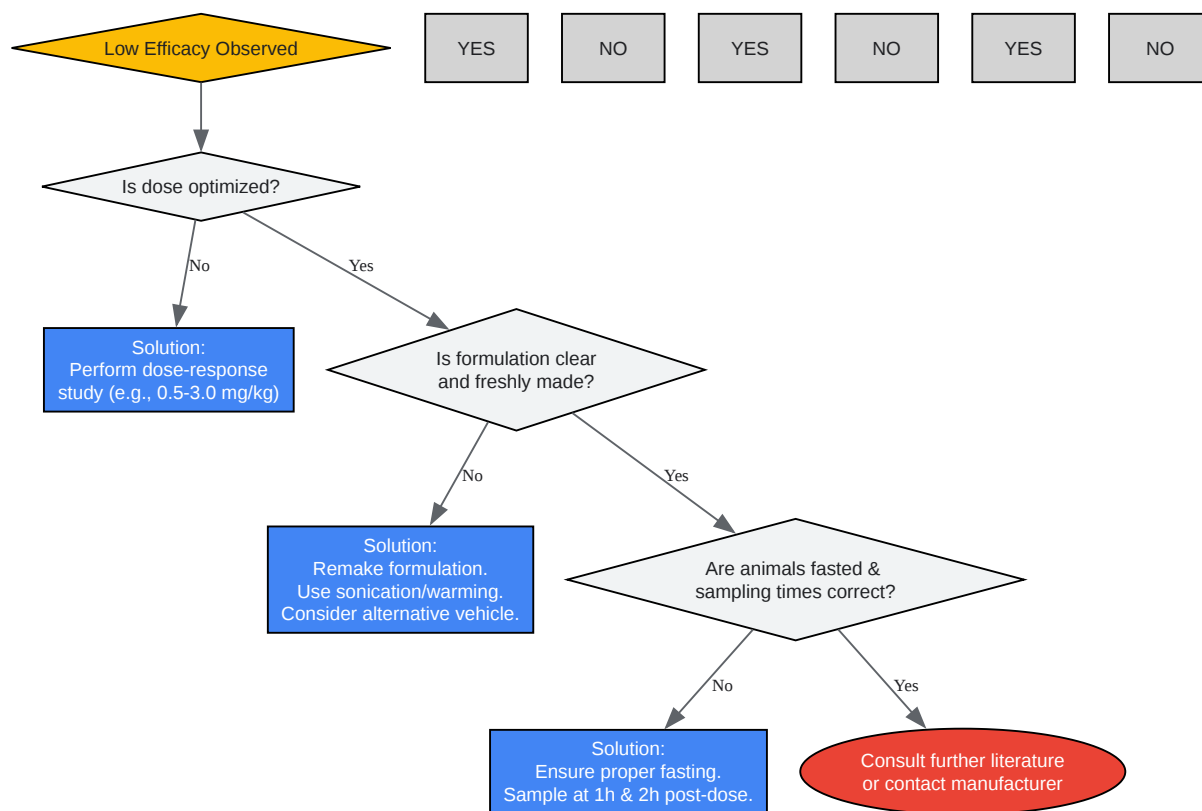 Low Efficacy Observed
YES
NO
YES
NO
YES
NO
Is dose optimized?
No
Yes
Solution:
Perform dose-response
study (e.g., 0.5-3.0 mg/kg)
Is formulation clear
and freshly made?
No
Yes
Solution:
Remake formulation.
Use sonication/warming.
Consider alternative vehicle.
Are animals fasted &
sampling times correct?
No
Yes
Solution:
Ensure proper fasting.
Sample at 1h & 2h post-dose.
Consult further literature
or contact manufacturer